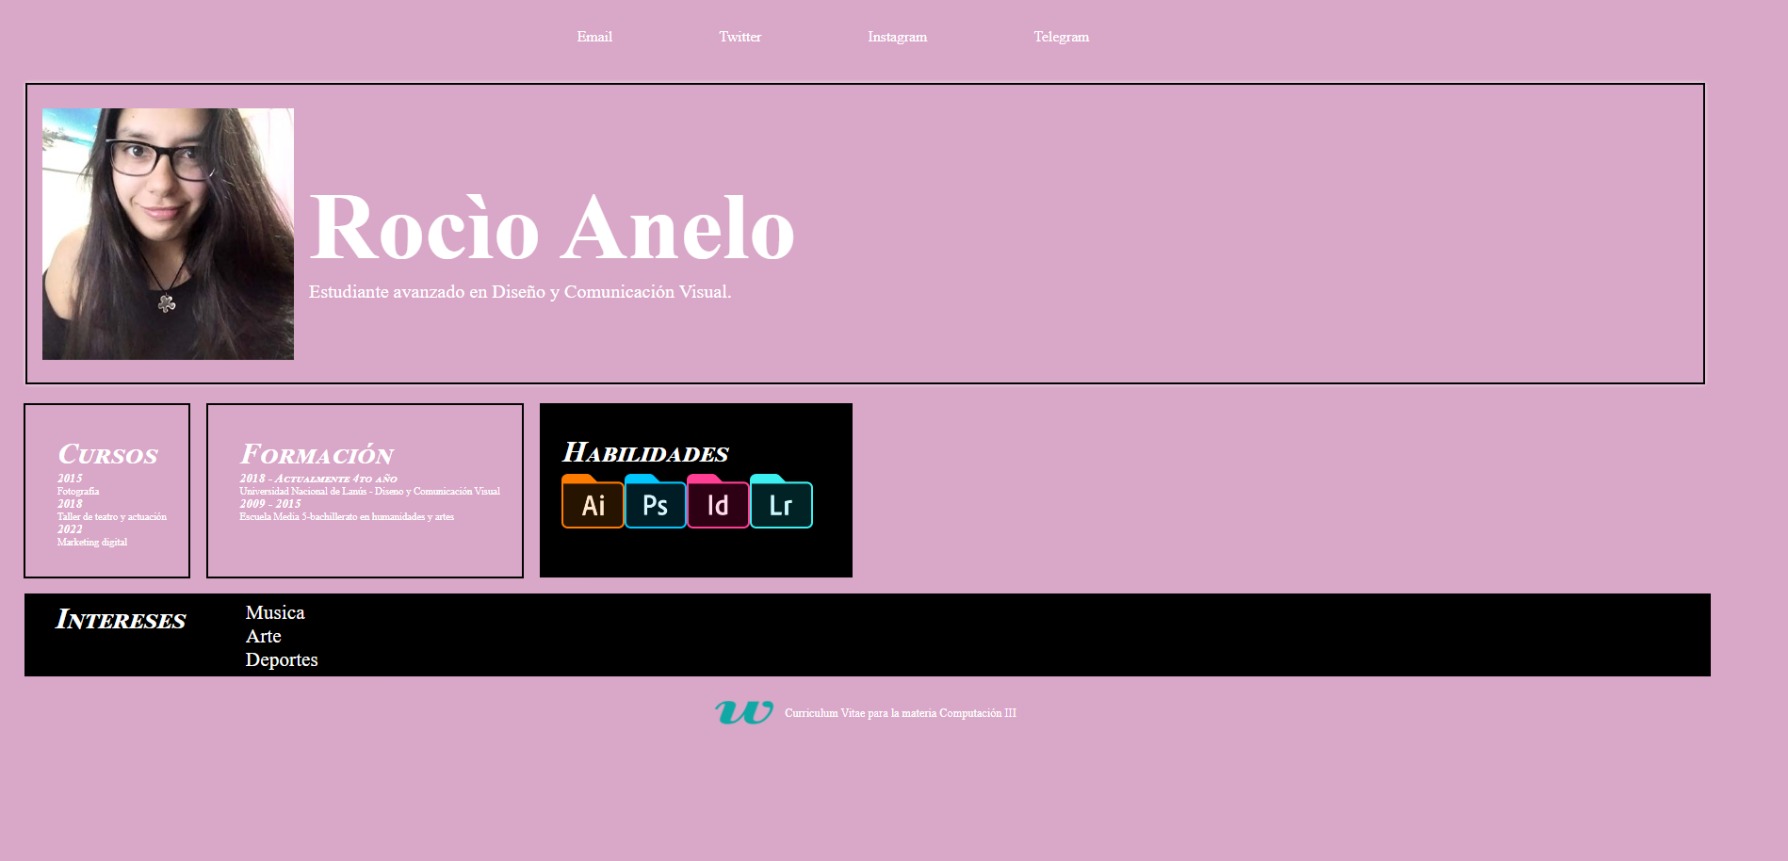 Email Twitter Instagram Telegram
Rocìo Anelo
Estudiante avanzado en Diseño y Comunicación Visual.
Cursos
2015
Fotografia
2018
Taller de teatro y actuación
2022
Marketing digital
Formación
2018 - Actualmente 4to año
Universidad Nacional de Lanús - Diseno y Comunicación Visual
2009 - 2015
Escuela Media 5-bachillerato en humanidades y artes
Habilidades
Ai Ps Id Lr
Intereses
Musica
Arte
Deportes
w Curriculum Vitae para la materia Computación III